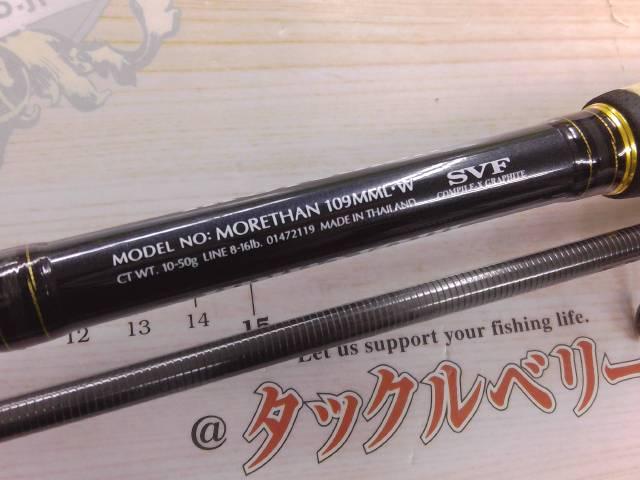 MODEL NO: MORETHAN 109MML•W
CT WT. 10-50g LINE 8-16lb. 01472119 MADE IN THAILAND
SVF
COMPILE-X GRAPHITE
12 13 14 15
Let us support your fishing life.
@ タックルベリー